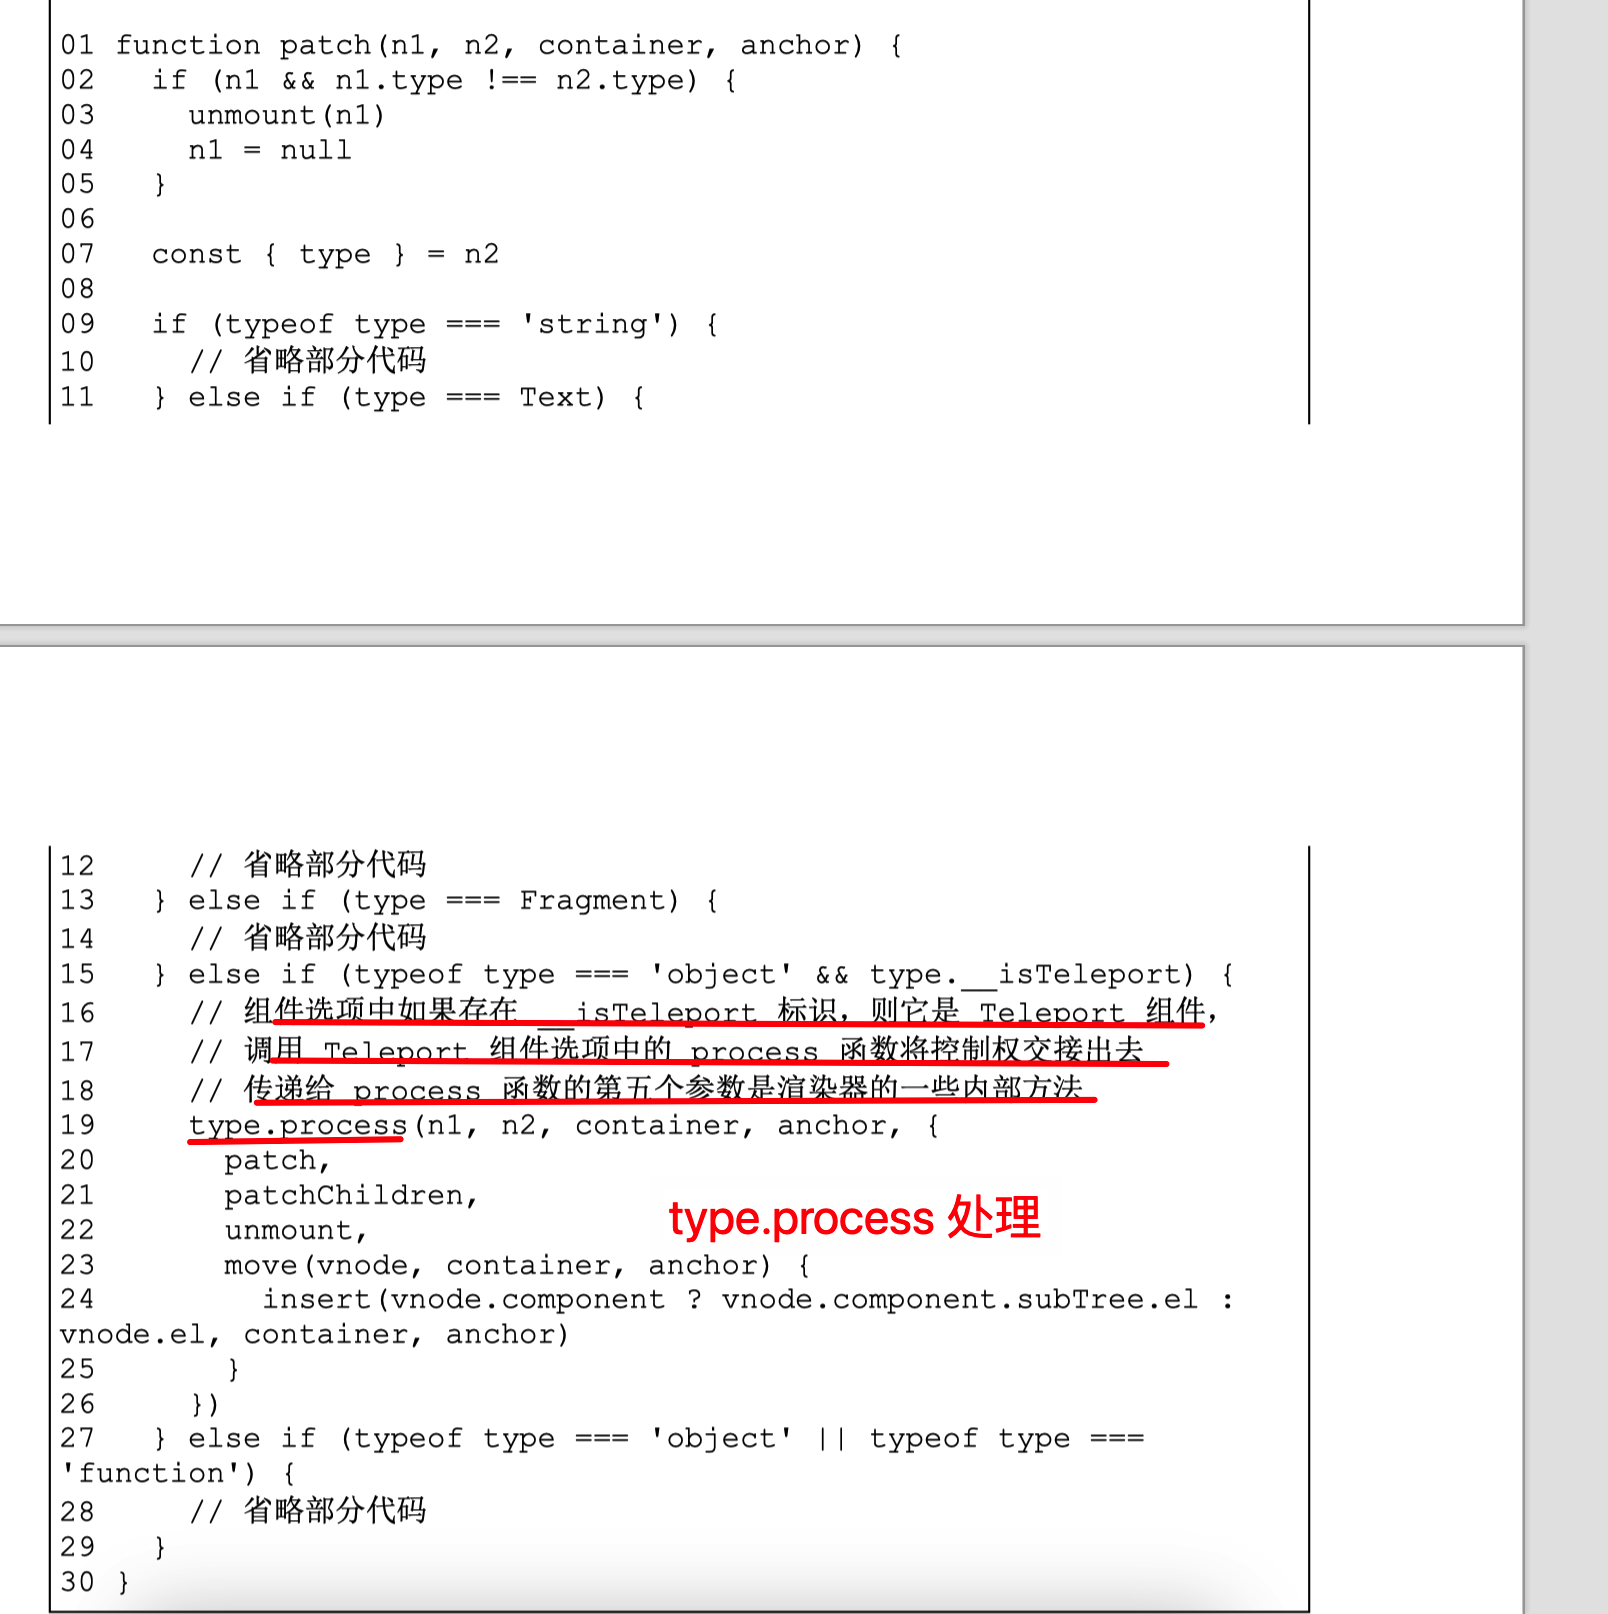 01 function patch(n1, n2, container, anchor) {
02   if (n1 && n1.type !== n2.type) {
03     unmount(n1)
04     n1 = null
05   }
06
07   const { type } = n2
08
09   if (typeof type === 'string') {
10     // 省略部分代码
11   } else if (type === Text) {
12     // 省略部分代码
13   } else if (type === Fragment) {
14     // 省略部分代码
15   } else if (typeof type === 'object' && type.__isTeleport) {
16     // 组件选项中如果存在 __isTeleport 标识，则它是 Teleport 组件，
17     // 调用 Teleport 组件选项中的 process 函数将控制权交接出去
18     // 传递给 process 函数的第五个参数是渲染器的一些内部方法
19     type.process(n1, n2, container, anchor, {
20       patch,
21       patchChildren,
type.process 处理
22       unmount,
23       move(vnode, container, anchor) {
24         insert(vnode.component ? vnode.component.subTree.el :
vnode.el, container, anchor)
25       }
26     })
27   } else if (typeof type === 'object' || typeof type ===
'function') {
28     // 省略部分代码
29   }
30 }